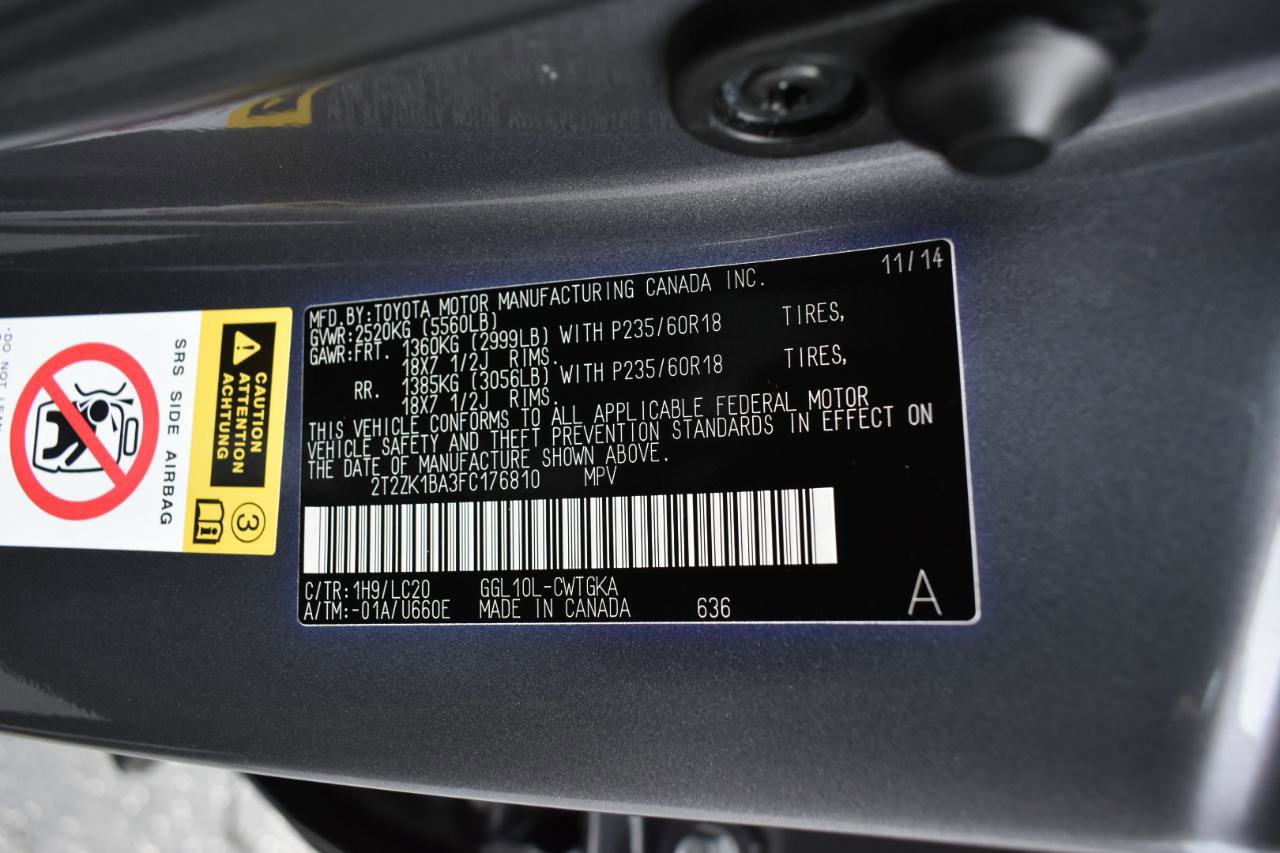 11/14
MFD.BY:TOYOTA MOTOR MANUFACTURING CANADA INC.
GVWR:2520KG (5560LB)
GAWR:FRT. 1360KG (2999LB) WITH P235/60R18 TIRES,
18X7 1/2J RIMS.
RR. 1385KG (3056LB) WITH P235/60R18 TIRES,
18X7 1/2J RIMS.
THIS VEHICLE CONFORMS TO ALL APPLICABLE FEDERAL MOTOR
VEHICLE SAFETY AND THEFT PREVENTION STANDARDS IN EFFECT ON
THE DATE OF MANUFACTURE SHOWN ABOVE.
2T2ZK1BA3FC176810 MPV
C/TR:1H9/LC20 GGL10L-CWTGKA
A/TM:-01A/U660E MADE IN CANADA 636
A
CAUTION
ATTENTION
ACHTUNG
3
SRS SIDE AIRBAG